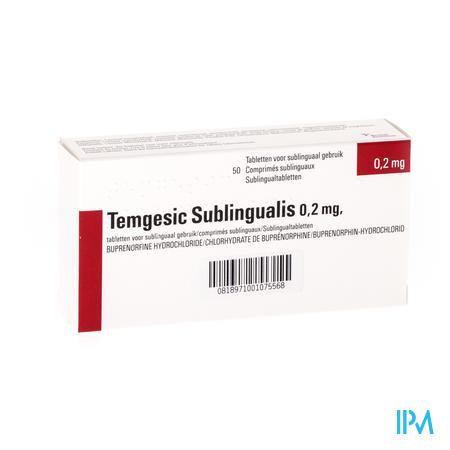 50 Tabletten voor sublinguaal gebruik
Comprimés sublinguaux
Sublingualtabletten
0,2 mg
Temgesic Sublingualis 0,2 mg,
tabletten voor sublinguaal gebruik/comprimés sublinguaux/Sublingualtabletten
BUPRENORFINE HYDROCHLORIDE/CHLORHYDRATE DE BUPRÉNORPHINE/BUPRENORPHIN-HYDROCHLORID
0818971001075568
IPM